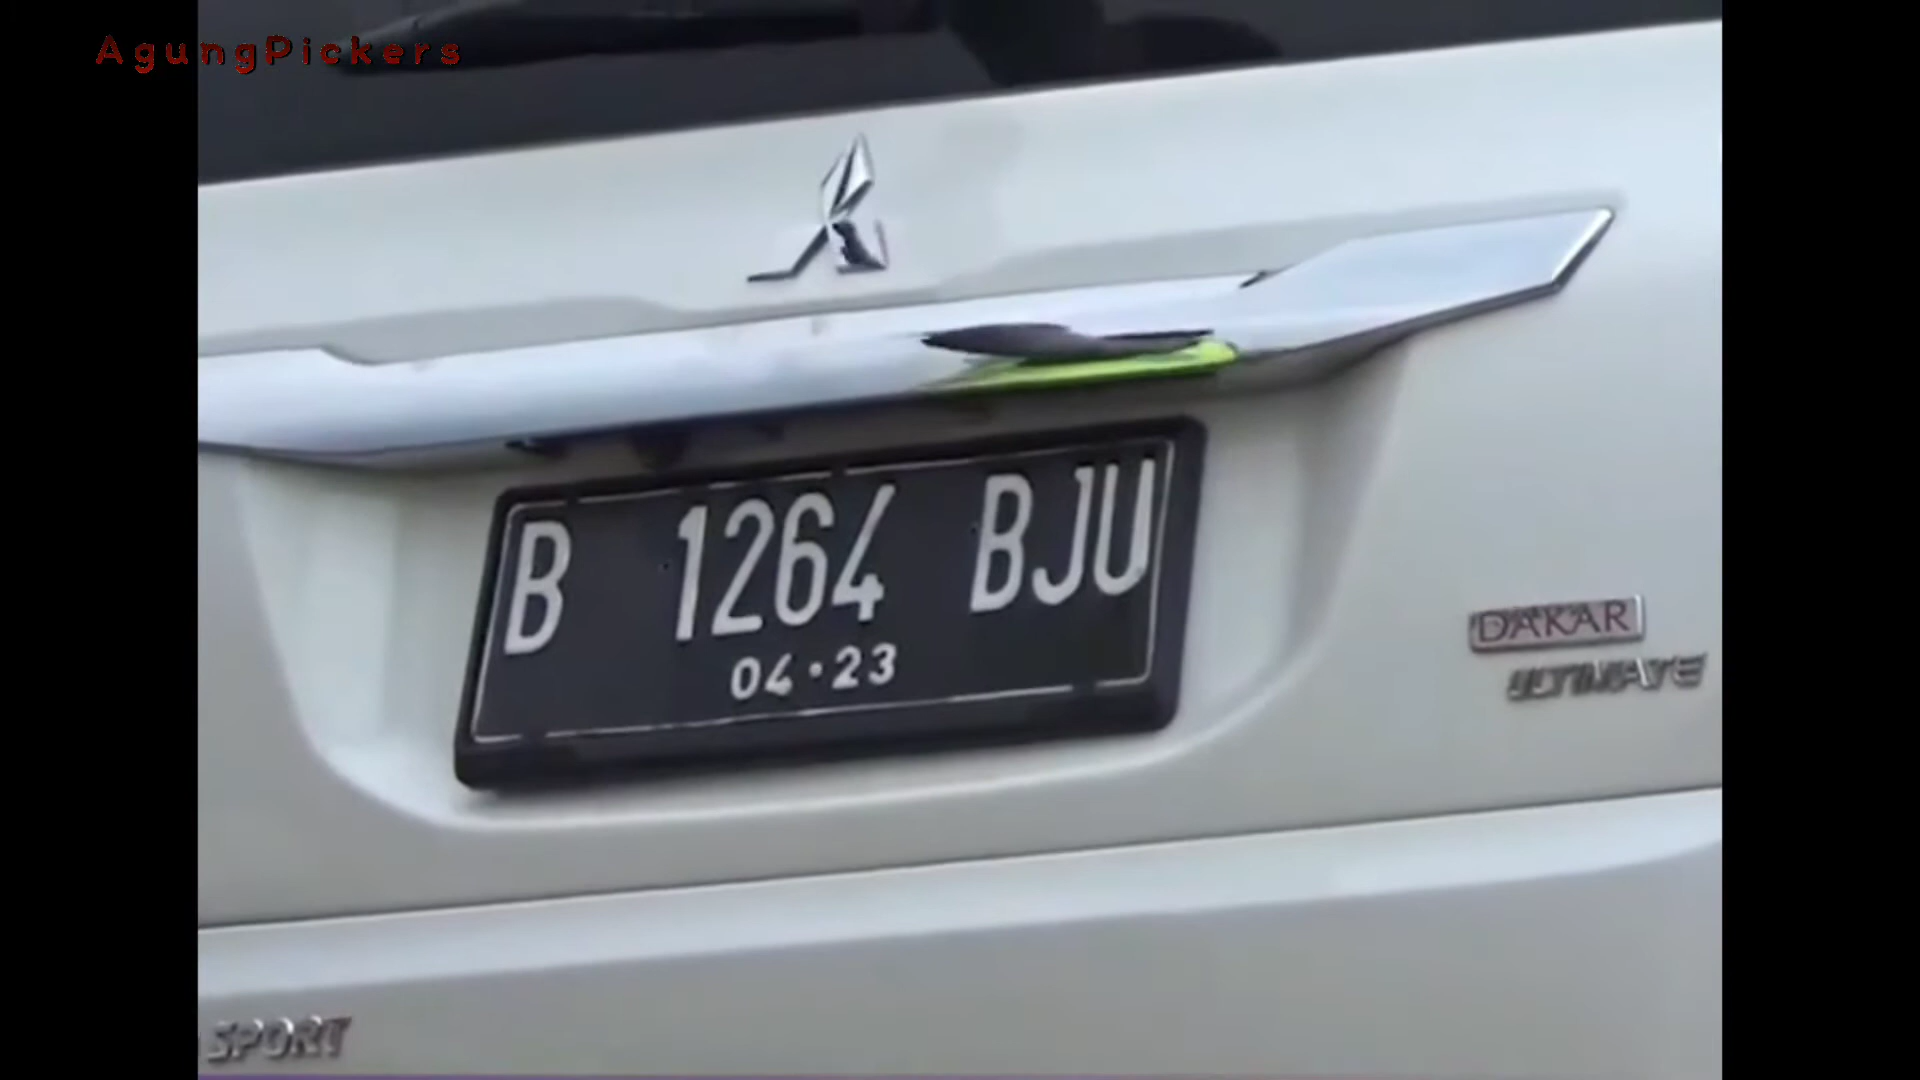 AgungPickers
B 1264 BJU
04·23
DAKAR
ULTIMATE
SPORT